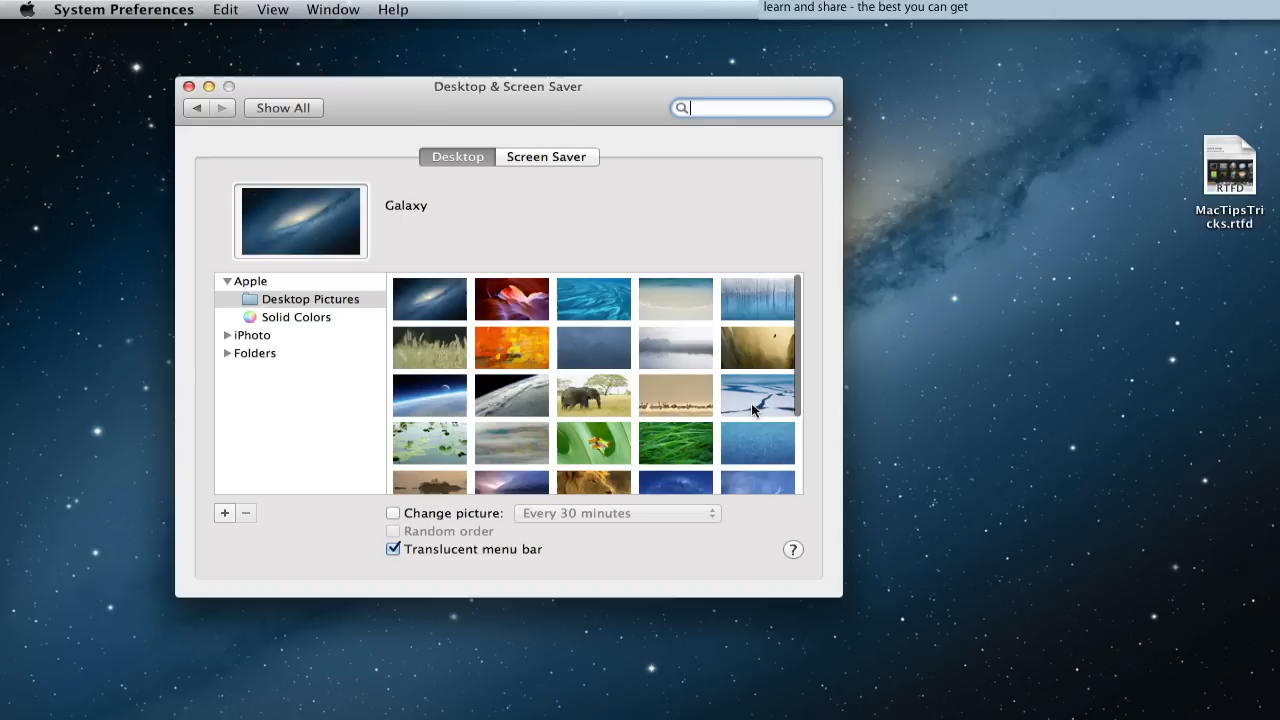 System Preferences Edit View Window Help
learn and share - the best you can get
Desktop & Screen Saver
Show All
Desktop Screen Saver
Galaxy
Apple
Desktop Pictures
Solid Colors
iPhoto
Folders
+ − Change picture: Every 30 minutes
Random order
Translucent menu bar
?
RTFD
MacTipsTri
cks.rtfd